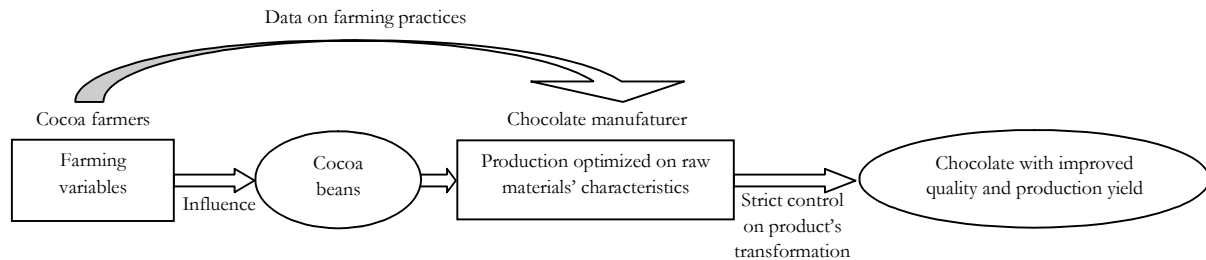 Data on farming practices
Cocoa farmers
Chocolate manufaturer
Farming
variables
Influence
Cocoa
beans
Production optimized on raw
materials’ characteristics
Strict control
on product’s
transformation
Chocolate with improved
quality and production yield